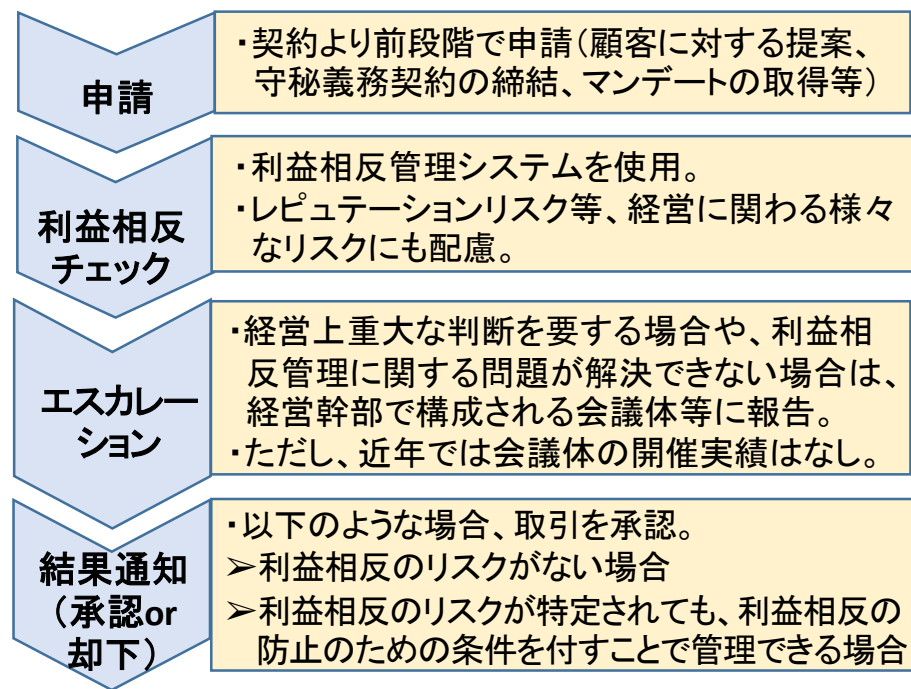 申請
・契約より前段階で申請(顧客に対する提案、
守秘義務契約の締結、マンデートの取得等)
利益相反
チェック
・利益相反管理システムを使用。
・レピュテーションリスク等、経営に関わる様々
なリスクにも配慮。
エスカレー
ション
・経営上重大な判断を要する場合や、利益相
反管理に関する問題が解決できない場合は、
経営幹部で構成される会議体等に報告。
・ただし、近年では会議体の開催実績はなし。
結果通知
(承認or
却下)
・以下のような場合、取引を承認。
➢利益相反のリスクがない場合
➢利益相反のリスクが特定されても、利益相反の
防止のための条件を付すことで管理できる場合